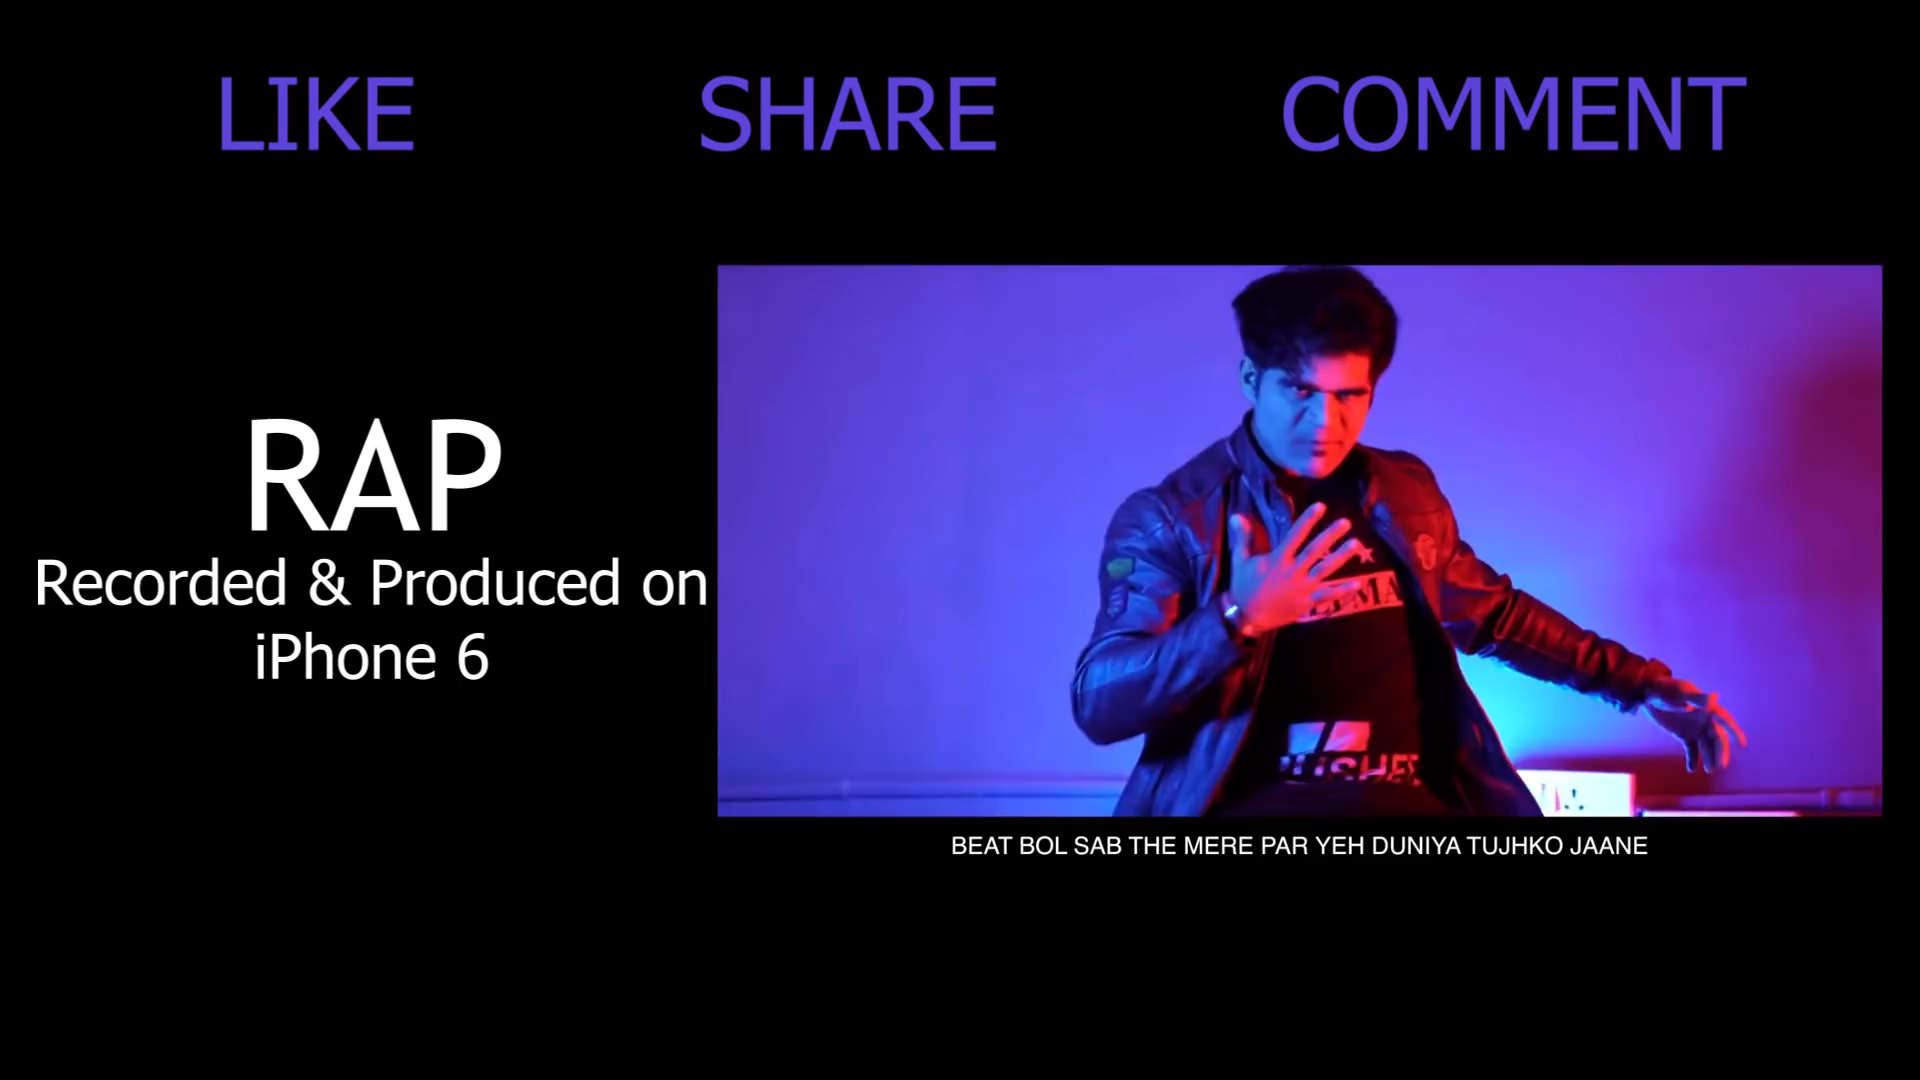 LIKE SHARE COMMENT
RAP
Recorded & Produced on
iPhone 6
BEAT BOL SAB THE MERE PAR YEH DUNIYA TUJHKO JAANE